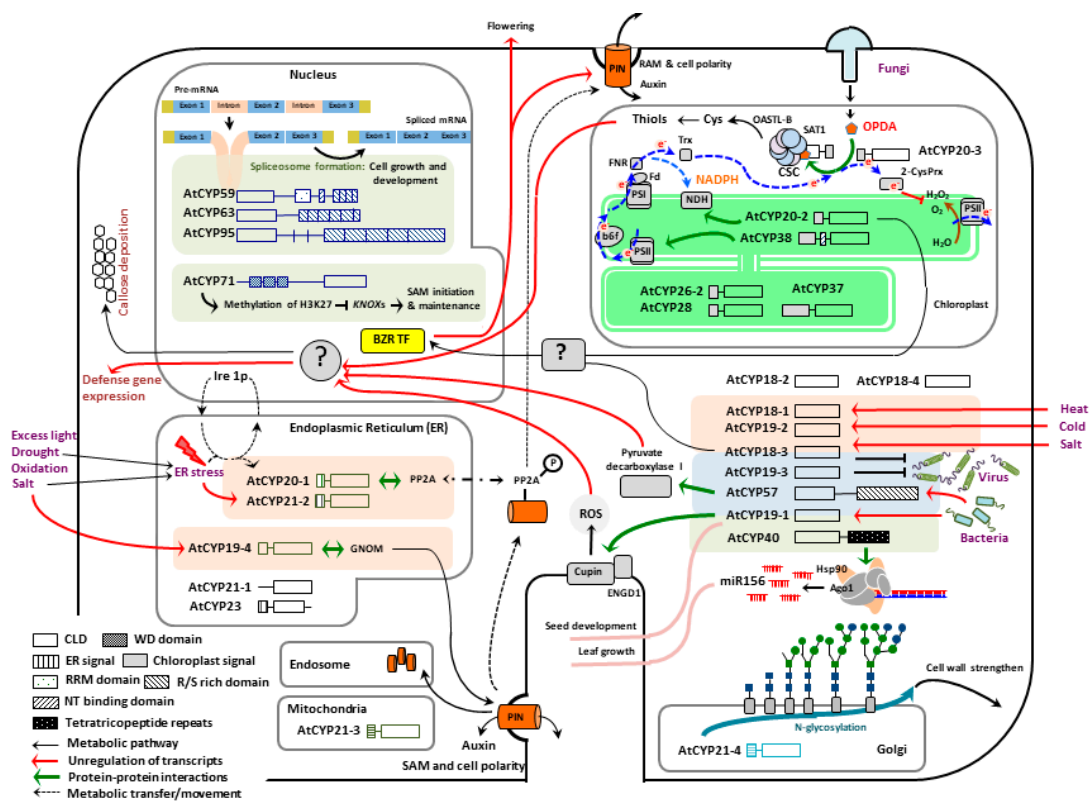 Flowering
Nucleus
Pre-mRNA
Exon 1
Intron
Exon 2
Intron
Exon 3
Spliced mRNA
Exon 1
Exon 2
Exon 3
Exon 1
Exon 2
Exon 3
Spliceosome formation: Cell growth and
development
AtCYP59
AtCYP63
AtCYP95
AtCYP71
Methylation of H3K27
KNOXs
SAM initiation
& maintenance
BZR TF
?
Callose deposition
Defense gene
expression
Ire 1p
PIN
RAM & cell polarity
Auxin
Fungi
Thiols
Cys
OASTL-B
SAT1
OPDA
CSC
AtCYP20-3
2-CysPrx
Trx
e-
FNR
Fd
NADPH
e-
e-
e-
H2O2
O2
H2O
PSI
NDH
PSII
e-
b6f
e-
e-
PSII
AtCYP20-2
AtCYP38
AtCYP26-2
AtCYP28
AtCYP37
Chloroplast
?
Endoplasmic Reticulum (ER)
Excess light
Drought
Oxidation
Salt
ER stress
AtCYP20-1
AtCYP21-2
PP2A
PP2A
P
AtCYP19-4
GNOM
AtCYP21-1
AtCYP23
AtCYP18-2
AtCYP18-4
AtCYP18-1
AtCYP19-2
AtCYP18-3
AtCYP19-3
AtCYP57
AtCYP19-1
AtCYP40
Heat
Cold
Salt
Virus
Bacteria
Pyruvate
decarboxylase I
ROS
Cupin
ENGD1
miR156
Hsp90
Ago1
Seed development
Leaf growth
Cell wall strengthen
N-glycosylation
AtCYP21-4
Golgi
Endosome
Mitochondria
AtCYP21-3
PIN
Auxin
SAM and cell polarity
CLD
WD domain
ER signal
Chloroplast signal
RRM domain
R/S rich domain
NT binding domain
Tetratricopeptide repeats
Metabolic pathway
Unregulation of transcripts
Protein-protein interactions
Metabolic transfer/movement